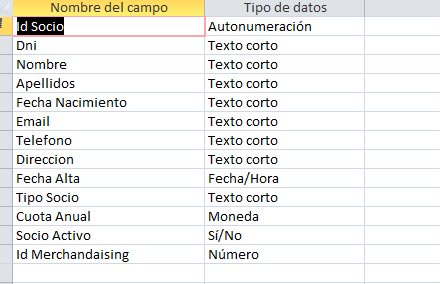 Nombre del campo Tipo de datos
Id Socio Autonumeración
Dni Texto corto
Nombre Texto corto
Apellidos Texto corto
Fecha Nacimiento Texto corto
Email Texto corto
Telefono Texto corto
Direccion Texto corto
Fecha Alta Fecha/Hora
Tipo Socio Texto corto
Cuota Anual Moneda
Socio Activo Sí/No
Id Merchandaising Número